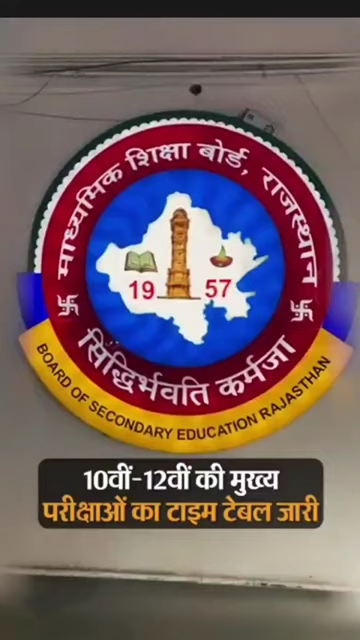 माध्यमिक शिक्षा बोर्ड, राजस्थान
19 57
सिद्धिर्भवति कर्मजा
BOARD OF SECONDARY EDUCATION RAJASTHAN
10वीं-12वीं की मुख्य
परीक्षाओं का टाइम टेबल जारी